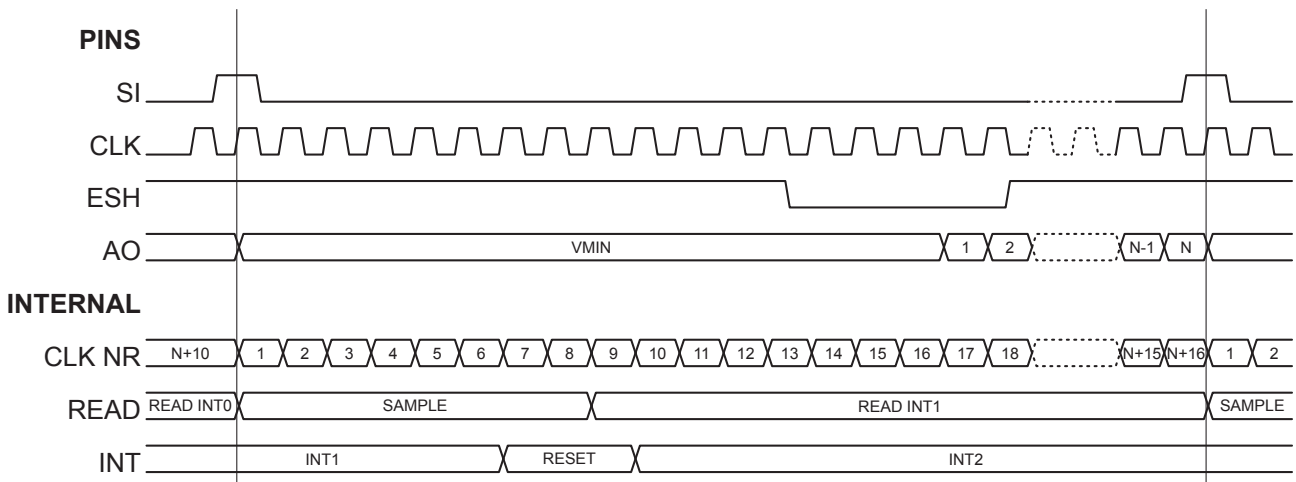 PINS
SI
CLK
ESH
AO VMIN 1 2 N-1 N
INTERNAL
CLK NR N+10 1 2 3 4 5 6 7 8 9 10 11 12 13 14 15 16 17 18 N+15 N+16 1 2
READ READ INT0 SAMPLE READ INT1 SAMPLE
INT INT1 RESET INT2